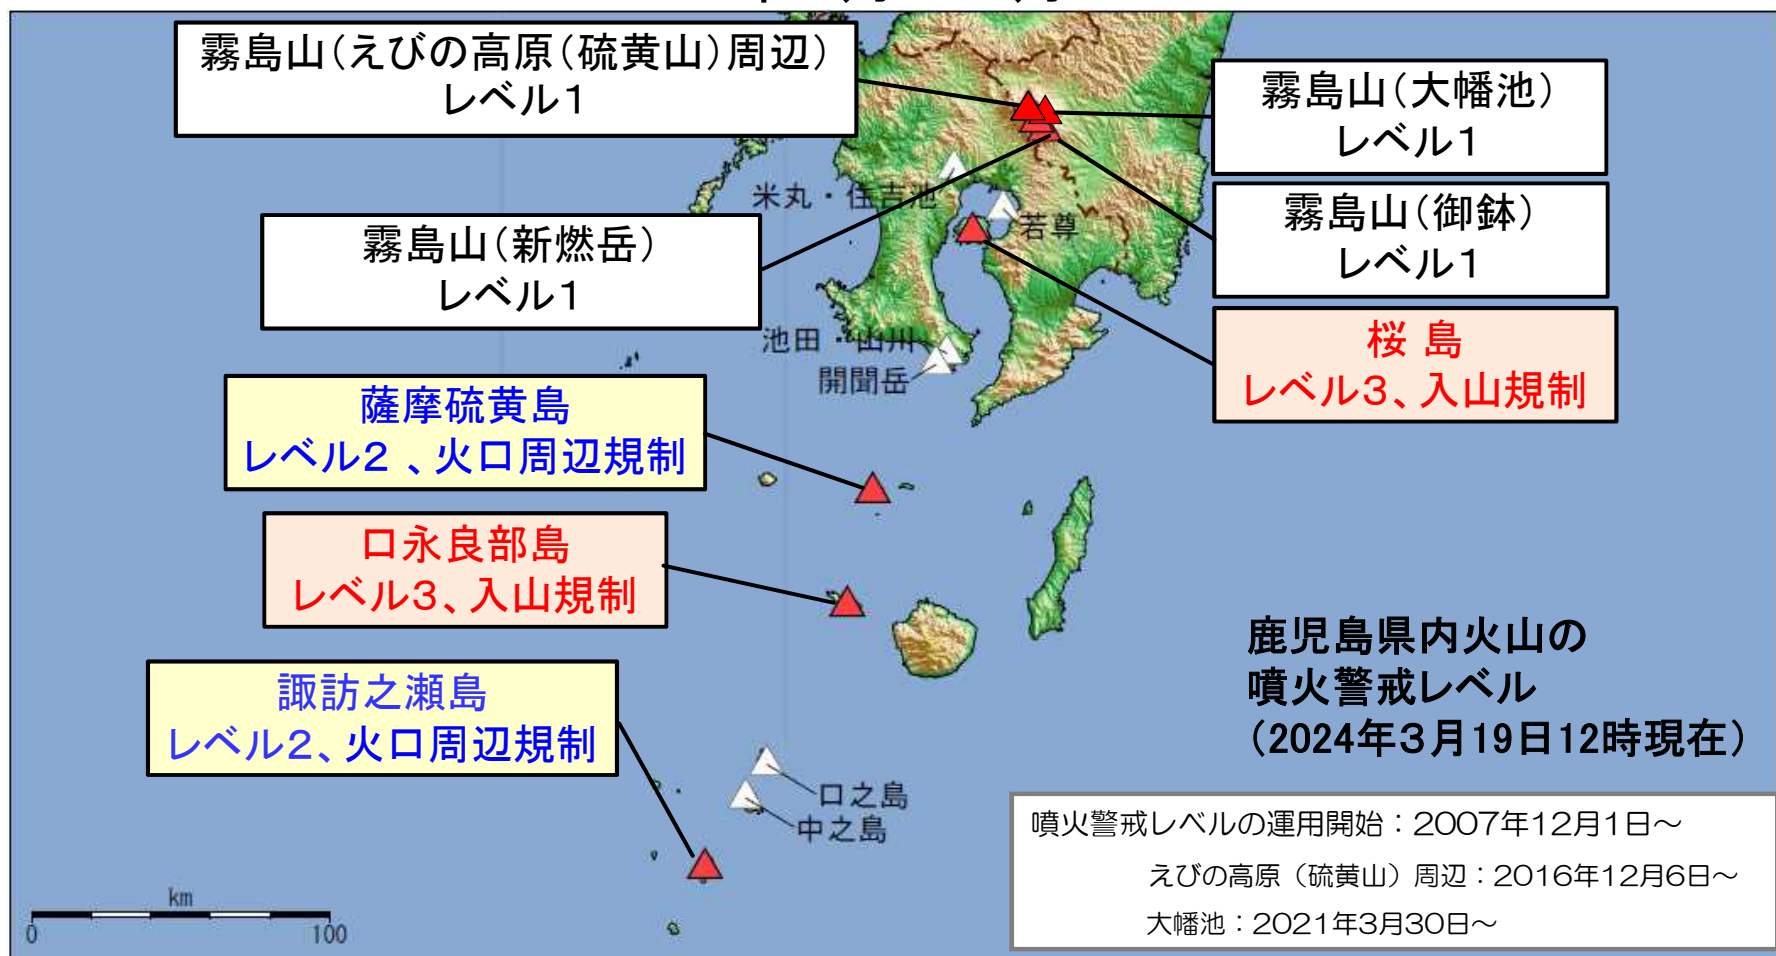 霧島山(えびの高原(硫黄山)周辺)
レベル1
霧島山(大幡池)
レベル1
米丸・住吉池
若尊
霧島山(新燃岳)
レベル1
霧島山(御鉢)
レベル1
池田・山川
開聞岳
桜 島
レベル3、入山規制
薩摩硫黄島
レベル2 、火口周辺規制
口永良部島
レベル3、入山規制
諏訪之瀬島
レベル2、火口周辺規制
鹿児島県内火山の
噴火警戒レベル
(2024年3月19日12時現在)
口之島
中之島
噴火警戒レベルの運用開始:2007年12月1日~
えびの高原(硫黄山)周辺:2016年12月6日~
大幡池:2021年3月30日~
km
0 100